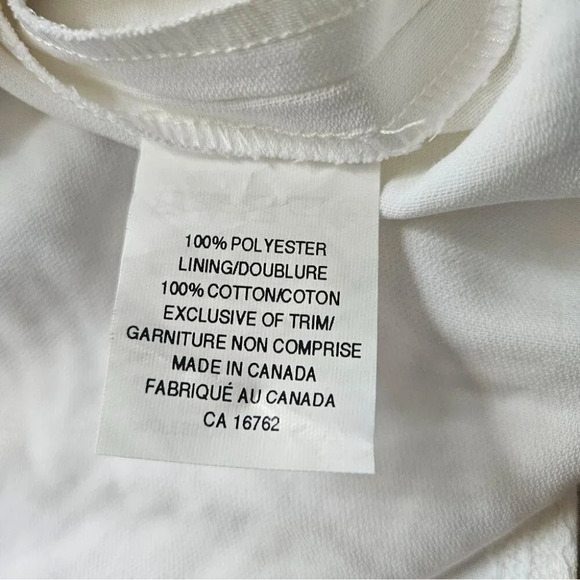 100% POLYESTER
LINING/DOUBLURE
100% COTTON/COTON
EXCLUSIVE OF TRIM/
GARNITURE NON COMPRISE
MADE IN CANADA
FABRIQUÉ AU CANADA
CA 16762